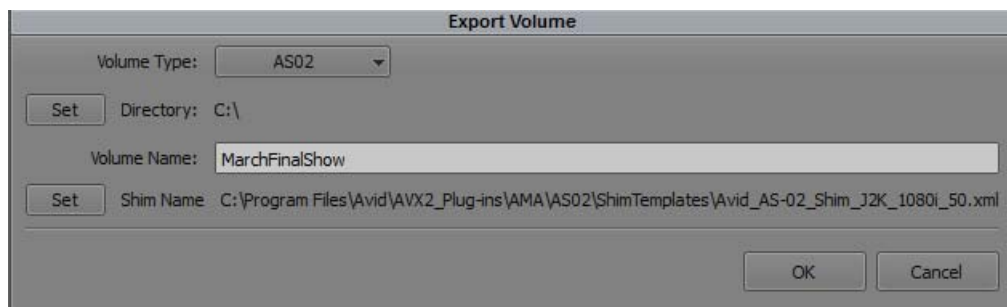 Export Volume
Volume Type: AS02
Set Directory: C:\
Volume Name: MarchFinalShow
Set Shim Name C:\Program Files\Avid\AVX2_Plug-ins\AMA\AS02\ShimTemplates\Avid_AS-02_Shim_J2K_1080i_50.xml
OK Cancel